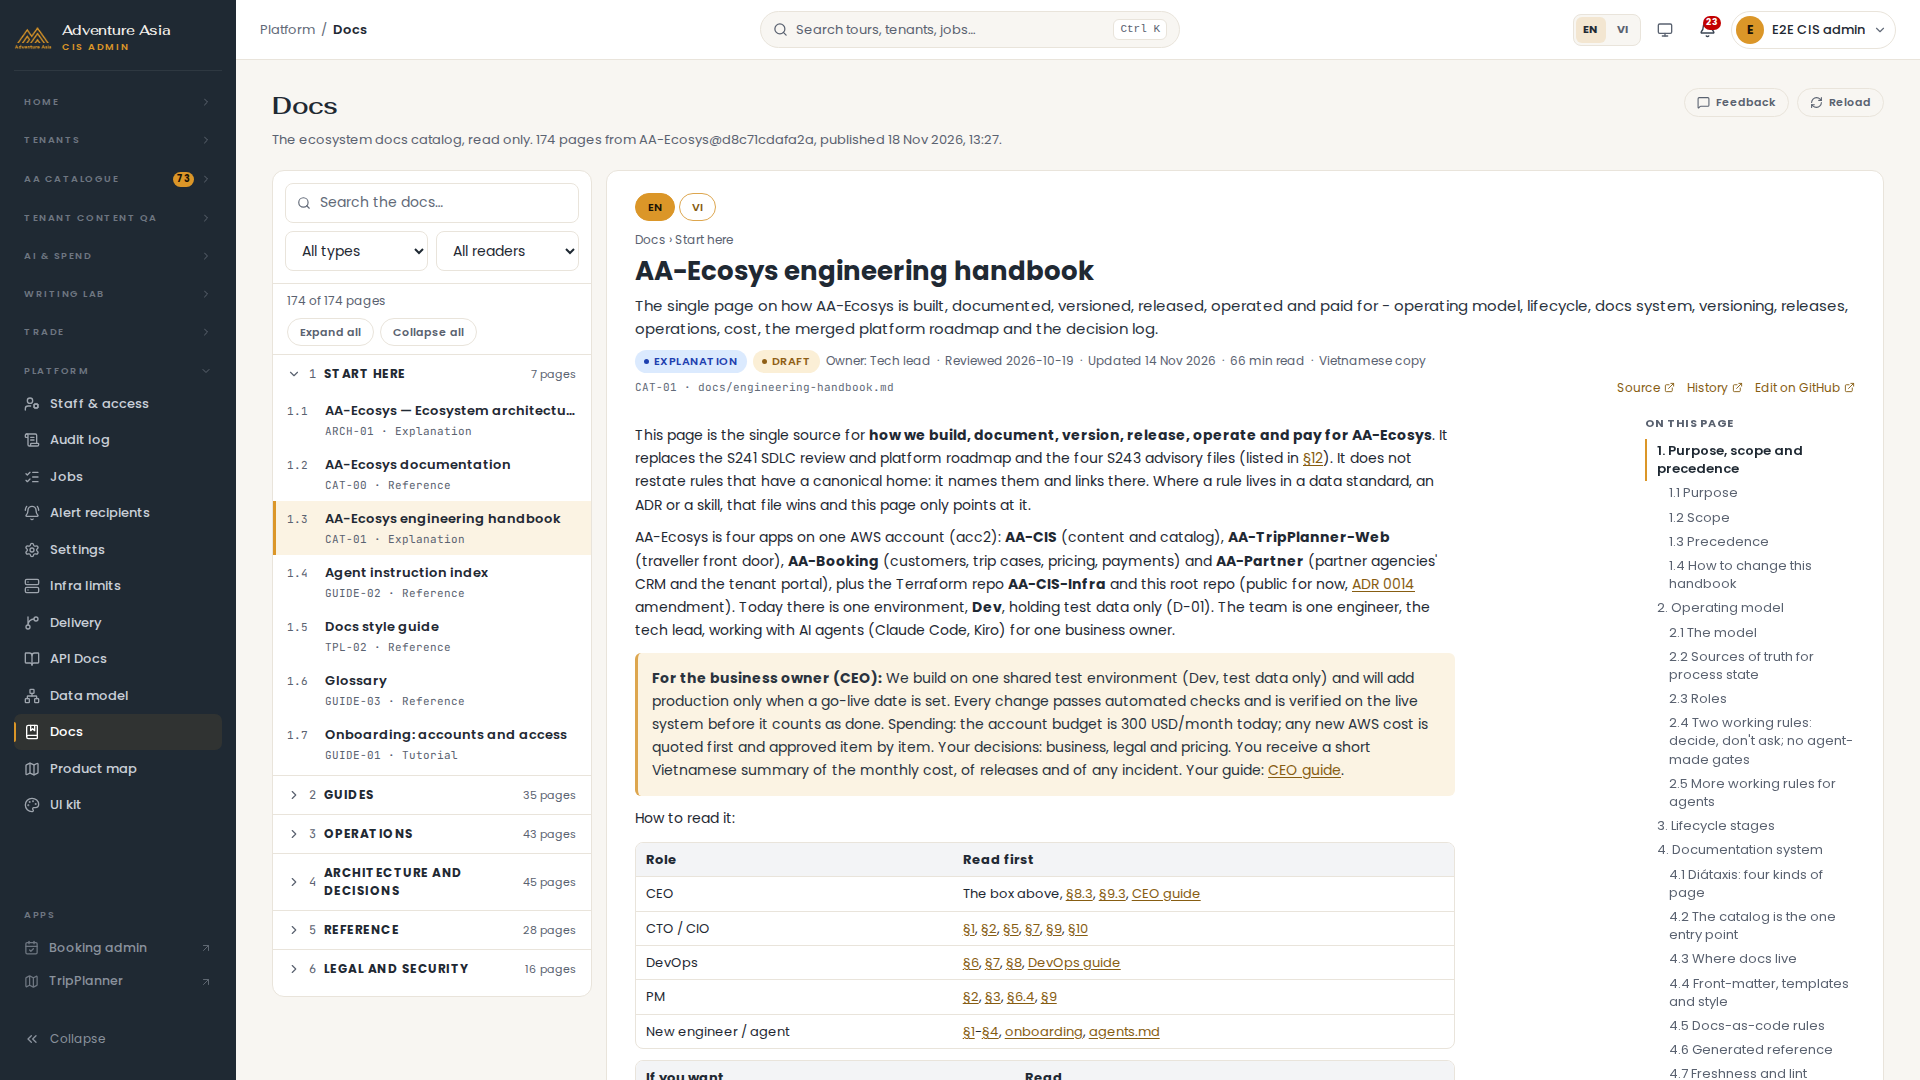 Adventure Asia
CIS ADMIN
Adventure Asia
HOME
TENANTS
AA CATALOGUE
73
TENANT CONTENT QA
AI & SPEND
WRITING LAB
TRADE
PLATFORM
Staff & access
Audit log
Jobs
Alert recipients
Settings
Infra limits
Delivery
API Docs
Data model
Docs
Product map
UI kit
APPS
Booking admin
TripPlanner
Collapse
Platform / Docs
Search tours, tenants, jobs...
Ctrl K
EN VI
23
E
E2E CIS admin
Docs
The ecosystem docs catalog, read only. 174 pages from AA-Ecosys@d8c71cdafa2a, published 18 Nov 2026, 13:27.
Feedback
Reload
Search the docs...
All types
All readers
174 of 174 pages
Expand all
Collapse all
1 START HERE 7 pages
1.1 AA-Ecosys — Ecosystem architectu...
ARCH-01 · Explanation
1.2 AA-Ecosys documentation
CAT-00 · Reference
1.3 AA-Ecosys engineering handbook
CAT-01 · Explanation
1.4 Agent instruction index
GUIDE-02 · Reference
1.5 Docs style guide
TPL-02 · Reference
1.6 Glossary
GUIDE-03 · Reference
1.7 Onboarding: accounts and access
GUIDE-01 · Tutorial
2 GUIDES 35 pages
3 OPERATIONS 43 pages
4 ARCHITECTURE AND DECISIONS 45 pages
5 REFERENCE 28 pages
6 LEGAL AND SECURITY 16 pages
EN VI
Docs › Start here
AA-Ecosys engineering handbook
The single page on how AA-Ecosys is built, documented, versioned, released, operated and paid for - operating model, lifecycle, docs system, versioning, releases,
operations, cost, the merged platform roadmap and the decision log.
EXPLANATION DRAFT Owner: Tech lead · Reviewed 2026-10-19 · Updated 14 Nov 2026 · 66 min read · Vietnamese copy
CAT-01 · docs/engineering-handbook.md
Source History Edit on GitHub
This page is the single source for how we build, document, version, release, operate and pay for AA-Ecosys. It
replaces the S241 SDLC review and platform roadmap and the four S243 advisory files (listed in §12). It does not
restate rules that have a canonical home: it names them and links there. Where a rule lives in a data standard, an
ADR or a skill, that file wins and this page only points at it.
AA-Ecosys is four apps on one AWS account (acc2): AA-CIS (content and catalog), AA-TripPlanner-Web
(traveller front door), AA-Booking (customers, trip cases, pricing, payments) and AA-Partner (partner agencies'
CRM and the tenant portal), plus the Terraform repo AA-CIS-Infra and this root repo (public for now, ADR 0014
amendment). Today there is one environment, Dev, holding test data only (D-01). The team is one engineer, the
tech lead, working with AI agents (Claude Code, Kiro) for one business owner.
For the business owner (CEO): We build on one shared test environment (Dev, test data only) and will add
production only when a go-live date is set. Every change passes automated checks and is verified on the live
system before it counts as done. Spending: the account budget is 300 USD/month today; any new AWS cost is
quoted first and approved item by item. Your decisions: business, legal and pricing. You receive a short
Vietnamese summary of the monthly cost, of releases and of any incident. Your guide: CEO guide.
How to read it:
Role Read first
CEO The box above, §8.3, §9.3, CEO guide
CTO / CIO §1, §2, §5, §7, §9, §10
DevOps §6, §7, §8, DevOps guide
PM §2, §3, §6.4, §9
New engineer / agent §1-§4, onboarding, agents.md
If you want Read
ON THIS PAGE
1. Purpose, scope and
precedence
1.1 Purpose
1.2 Scope
1.3 Precedence
1.4 How to change this
handbook
2. Operating model
2.1 The model
2.2 Sources of truth for
process state
2.3 Roles
2.4 Two working rules:
decide, don't ask; no agent-
made gates
2.5 More working rules for
agents
3. Lifecycle stages
4. Documentation system
4.1 Diátaxis: four kinds of
page
4.2 The catalog is the one
entry point
4.3 Where docs live
4.4 Front-matter, templates
and style
4.5 Docs-as-code rules
4.6 Generated reference
4.7 Freshness and lint